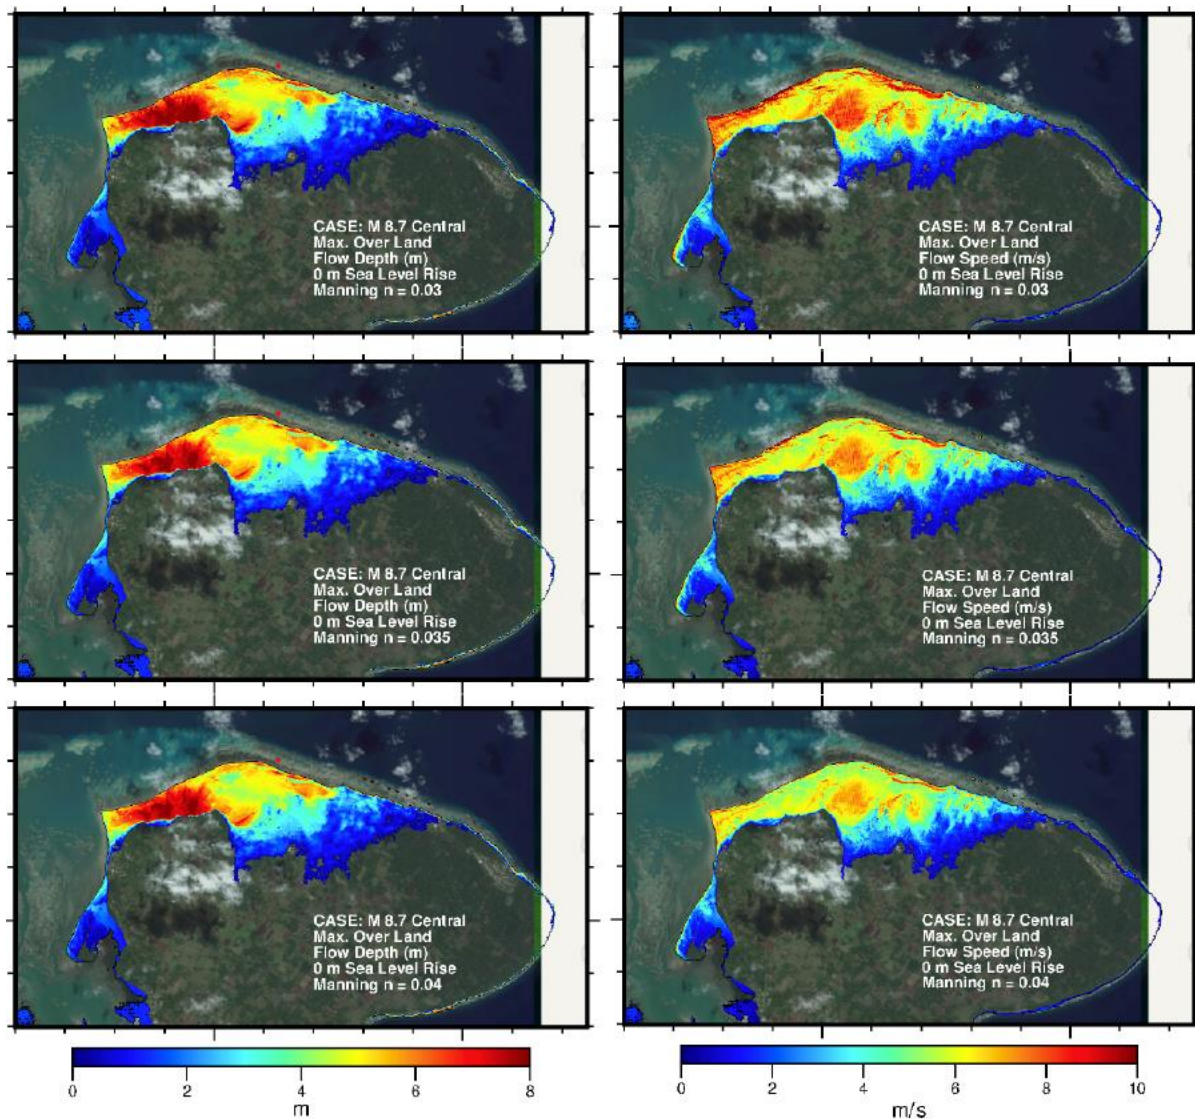 CASE: M 8.7 Central
Max. Over Land
Flow Depth (m)
0 m Sea Level Rise
Manning n = 0.03
CASE: M 8.7 Central
Max. Over Land
Flow Speed (m/s)
0 m Sea Level Rise
Manning n = 0.03
CASE: M 8.7 Central
Max. Over Land
Flow Depth (m)
0 m Sea Level Rise
Manning n = 0.035
CASE: M 8.7 Central
Max. Over Land
Flow Speed (m/s)
0 m Sea Level Rise
Manning n = 0.035
CASE: M 8.7 Central
Max. Over Land
Flow Depth (m)
0 m Sea Level Rise
Manning n = 0.04
CASE: M 8.7 Central
Max. Over Land
Flow Speed (m/s)
0 m Sea Level Rise
Manning n = 0.04
0 2 4 6 8
m
0 2 4 6 8 10
m/s